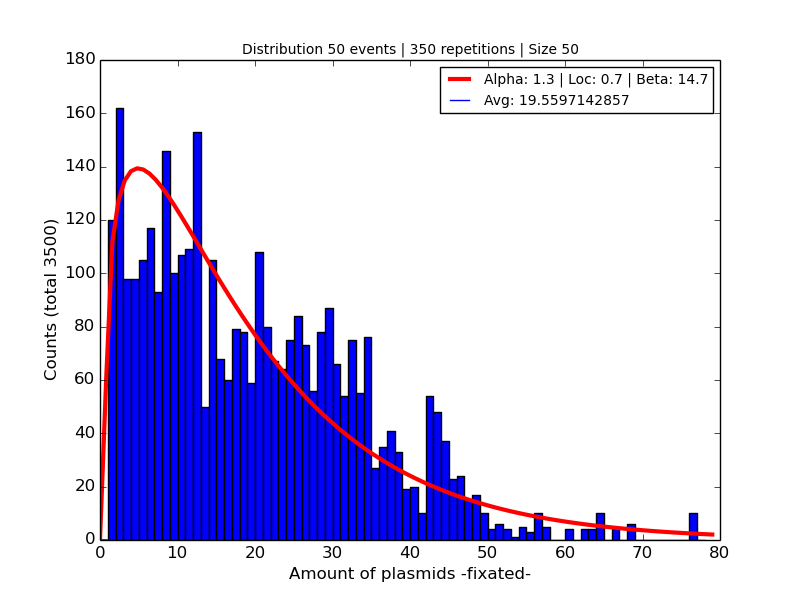 Distribution 50 events | 350 repetitions | Size 50
Alpha: 1.3 | Loc: 0.7 | Beta: 14.7
Avg: 19.5597142857
180
160
140
120
100
80
60
40
20
0
Counts (total 3500)
0 10 20 30 40 50 60 70 80
Amount of plasmids -fixated-